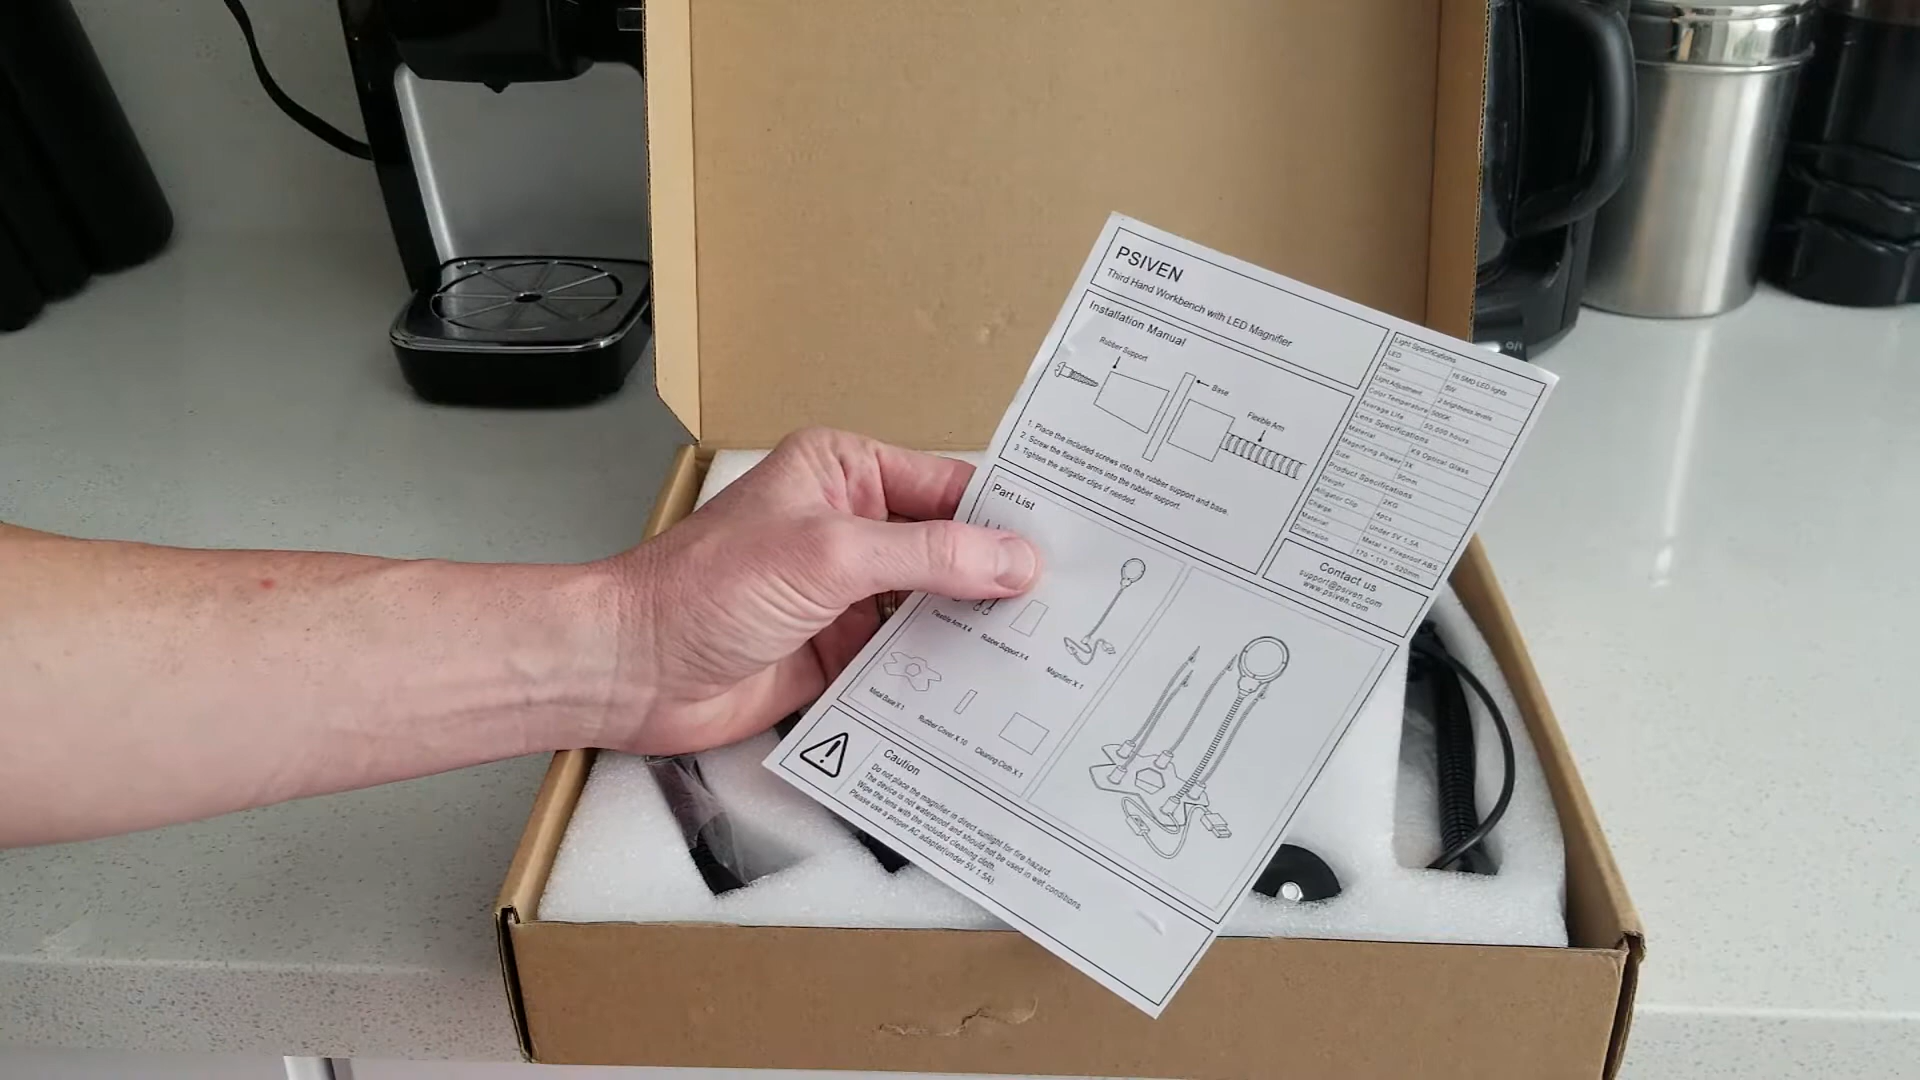 PSIVEN
Third Hand Workbench with LED Magnifier
Installation Manual
Rubber Support
Base
Flexible Arm
1. Place the included screws into the rubber support and base.
2. Screw the flexible arms into the rubber support.
3. Tighten the alligator clips if needed.
Light Specifications
LED 16 SMD LED lights
Power 5W
Light Adjustment 2 brightness levels
Color Temperature 5000K
Average Life 50,000 hours
Lens Specifications
Material K9 Optical Glass
Magnifying Power 3X
Size 90mm
Product Specifications
Weight 2KG
Alligator Clip 4pcs
Charge Under 5V 1.5A
Material Metal + Fireproof ABS
Dimension 170 * 170 * 520mm
Contact us
support@psiven.com
www.psiven.com
Part List
Flexible Arm X 4
Rubber Support X 4
Magnifier X 1
Metal Base X 1
Rubber Cover X 10
Cleaning Cloth X 1
Caution
Do not place the magnifier in direct sunlight for fire hazard.
The device is not waterproof and should not be used in wet conditions.
Wipe the lens with the included cleaning cloth.
Please use a proper AC adapter(under 5V 1.5A).